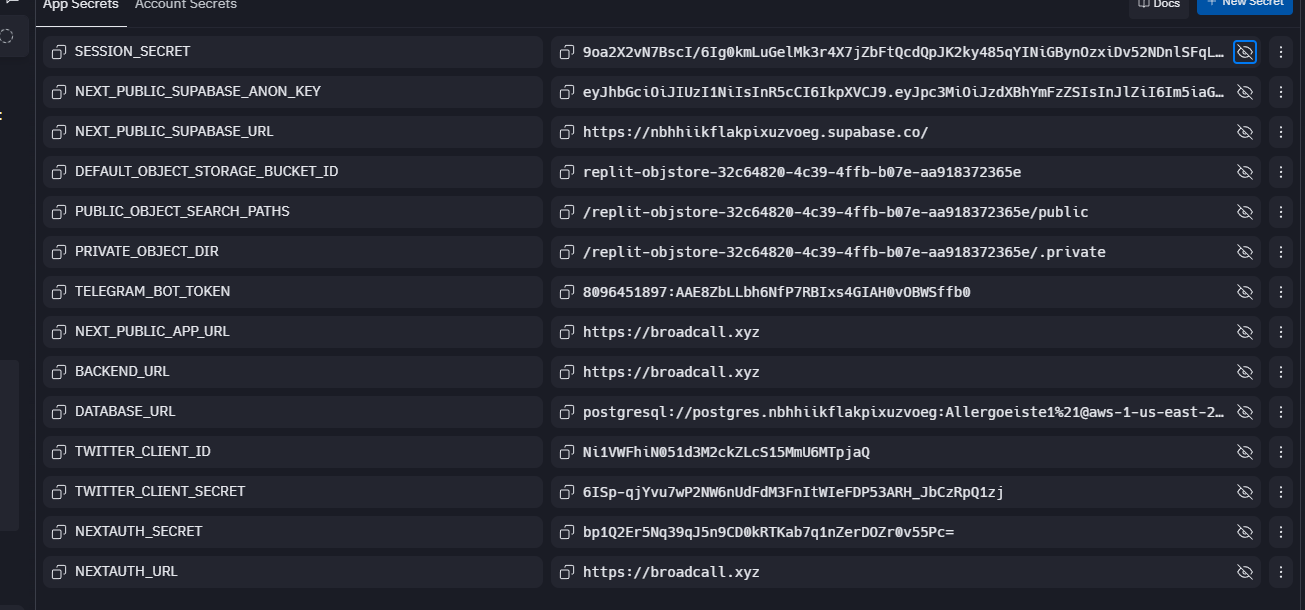 App Secrets
Account Secrets
Docs
New Secret
SESSION_SECRET
9oa2X2vN7BscI/6Ig0kmLuGelMk3r4X7jZbFtQcdQpJK2ky485qYINiGBynOzxiDv52NDnlSFqL…
NEXT_PUBLIC_SUPABASE_ANON_KEY
eyJhbGciOiJIUzI1NiIsInR5cCI6IkpXVCJ9.eyJpc3MiOiJzdXBhYmFzZSIsInJlZiI6Im5iaG…
NEXT_PUBLIC_SUPABASE_URL
https://nbhhiikflakpixuzvoeg.supabase.co/
DEFAULT_OBJECT_STORAGE_BUCKET_ID
replit-objstore-32c64820-4c39-4ffb-b07e-aa918372365e
PUBLIC_OBJECT_SEARCH_PATHS
/replit-objstore-32c64820-4c39-4ffb-b07e-aa918372365e/public
PRIVATE_OBJECT_DIR
/replit-objstore-32c64820-4c39-4ffb-b07e-aa918372365e/.private
TELEGRAM_BOT_TOKEN
8096451897:AAE8ZbLLbh6NfP7RBIxs4GIAH0vOBWSffb0
NEXT_PUBLIC_APP_URL
https://broadcall.xyz
BACKEND_URL
https://broadcall.xyz
DATABASE_URL
postgresql://postgres.nbhhiikflakpixuzvoeg:Allergoeiste1%21@aws-1-us-east-2…
TWITTER_CLIENT_ID
Ni1VWFhiN051d3M2ckZLcS15MmU6MTpjaQ
TWITTER_CLIENT_SECRET
6ISp-qjYvu7wP2NW6nUdFdM3FnItWIeFDP53ARH_JbCzRpQ1zj
NEXTAUTH_SECRET
bp1Q2Er5Nq39qJ5n9CD0kRTKab7q1nZerDOZr0v55Pc=
NEXTAUTH_URL
https://broadcall.xyz